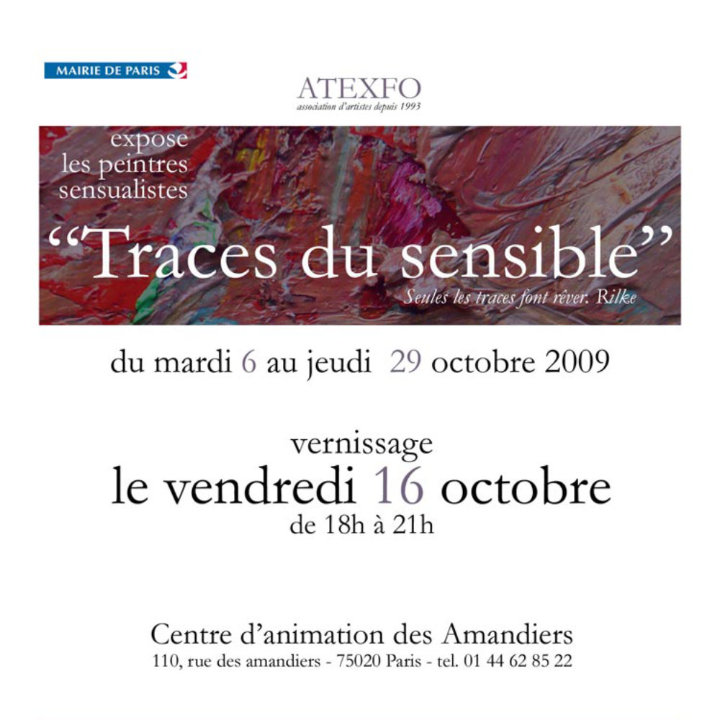 MAIRIE DE PARIS
ATEXFO
association d'artistes depuis 1993
expose
les peintres
sensualistes
“Traces du sensible”
Seules les traces font rêver. Rilke
du mardi 6 au jeudi 29 octobre 2009
vernissage
le vendredi 16 octobre
de 18h à 21h
Centre d'animation des Amandiers
110, rue des amandiers - 75020 Paris - tel. 01 44 62 85 22